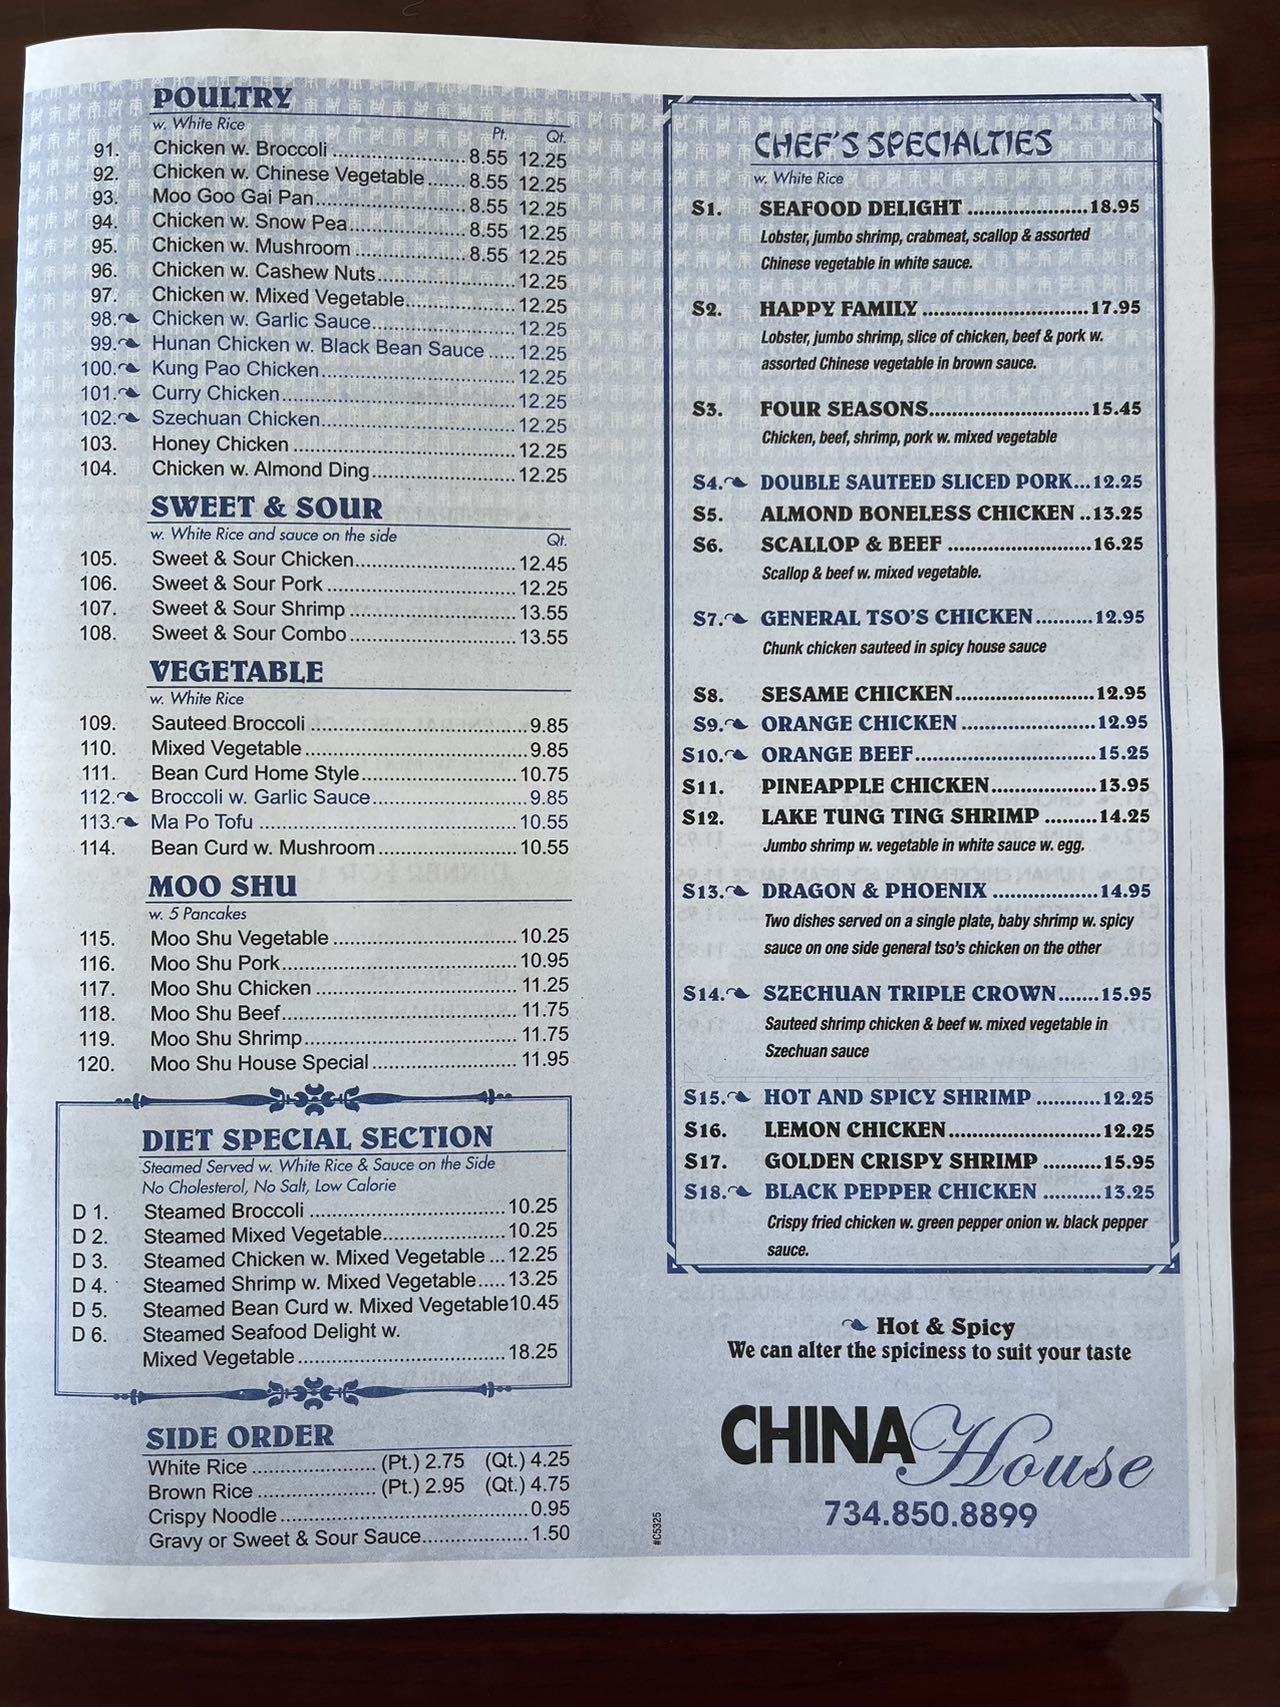 POULTRY
w. White Rice Pt. Qt.
91. Chicken w. Broccoli ....................8.55 12.25
92. Chicken w. Chinese Vegetable.......8.55 12.25
93. Moo Goo Gai Pan.......................8.55 12.25
94. Chicken w. Snow Pea..................8.55 12.25
95. Chicken w. Mushroom .................8.55 12.25
96. Chicken w. Cashew Nuts.......................12.25
97. Chicken w. Mixed Vegetable..................12.25
98. Chicken w. Garlic Sauce........................12.25
99. Hunan Chicken w. Black Bean Sauce .....12.25
100. Kung Pao Chicken................................12.25
101. Curry Chicken.......................................12.25
102. Szechuan Chicken................................12.25
103. Honey Chicken .....................................12.25
104. Chicken w. Almond Ding........................12.25
SWEET & SOUR
w. White Rice and sauce on the side Qt.
105. Sweet & Sour Chicken...........................12.45
106. Sweet & Sour Pork ................................12.25
107. Sweet & Sour Shrimp ............................13.55
108. Sweet & Sour Combo............................13.55
VEGETABLE
w. White Rice
109. Sauteed Broccoli .....................................9.85
110. Mixed Vegetable......................................9.85
111. Bean Curd Home Style..........................10.75
112. Broccoli w. Garlic Sauce..........................9.85
113. Ma Po Tofu ...........................................10.55
114. Bean Curd w. Mushroom.......................10.55
MOO SHU
w. 5 Pancakes
115. Moo Shu Vegetable ..............................10.25
116. Moo Shu Pork.......................................10.95
117. Moo Shu Chicken .................................11.25
118. Moo Shu Beef.......................................11.75
119. Moo Shu Shrimp...................................11.75
120. Moo Shu House Special........................11.95
DIET SPECIAL SECTION
Steamed Served w. White Rice & Sauce on the Side
No Cholesterol, No Salt, Low Calorie
D 1. Steamed Broccoli .................................10.25
D 2. Steamed Mixed Vegetable.....................10.25
D 3. Steamed Chicken w. Mixed Vegetable ...12.25
D 4. Steamed Shrimp w. Mixed Vegetable.....13.25
D 5. Steamed Bean Curd w. Mixed Vegetable10.45
D 6. Steamed Seafood Delight w.
Mixed Vegetable...................................18.25
SIDE ORDER
White Rice ..................... (Pt.) 2.75 (Qt.) 4.25
Brown Rice .................... (Pt.) 2.95 (Qt.) 4.75
Crispy Noodle..........................................0.95
Gravy or Sweet & Sour Sauce..................1.50
CHEF'S SPECIALTIES
w. White Rice
S1. SEAFOOD DELIGHT ......................18.95
Lobster, jumbo shrimp, crabmeat, scallop & assorted
Chinese vegetable in white sauce.
S2. HAPPY FAMILY ..............................17.95
Lobster, jumbo shrimp, slice of chicken, beef & pork w.
assorted Chinese vegetable in brown sauce.
S3. FOUR SEASONS.............................15.45
Chicken, beef, shrimp, pork w. mixed vegetable
S4. DOUBLE SAUTEED SLICED PORK...12.25
S5. ALMOND BONELESS CHICKEN ..13.25
S6. SCALLOP & BEEF ..........................16.25
Scallop & beef w. mixed vegetable.
S7. GENERAL TSO'S CHICKEN..........12.95
Chunk chicken sauteed in spicy house sauce
S8. SESAME CHICKEN.........................12.95
S9. ORANGE CHICKEN ........................12.95
S10. ORANGE BEEF................................15.25
S11. PINEAPPLE CHICKEN...................13.95
S12. LAKE TUNG TING SHRIMP .........14.25
Jumbo shrimp w. vegetable in white sauce w. egg.
S13. DRAGON & PHOENIX ...................14.95
Two dishes served on a single plate, baby shrimp w. spicy
sauce on one side general tso's chicken on the other
S14. SZECHUAN TRIPLE CROWN.......15.95
Sauteed shrimp chicken & beef w. mixed vegetable in
Szechuan sauce
S15. HOT AND SPICY SHRIMP ...........12.25
S16. LEMON CHICKEN...........................12.25
S17. GOLDEN CRISPY SHRIMP ..........15.95
S18. BLACK PEPPER CHICKEN ..........13.25
Crispy fried chicken w. green pepper onion w. black pepper
sauce.
Hot & Spicy
We can alter the spiciness to suit your taste
CHINA House
734.850.8899
#C5325